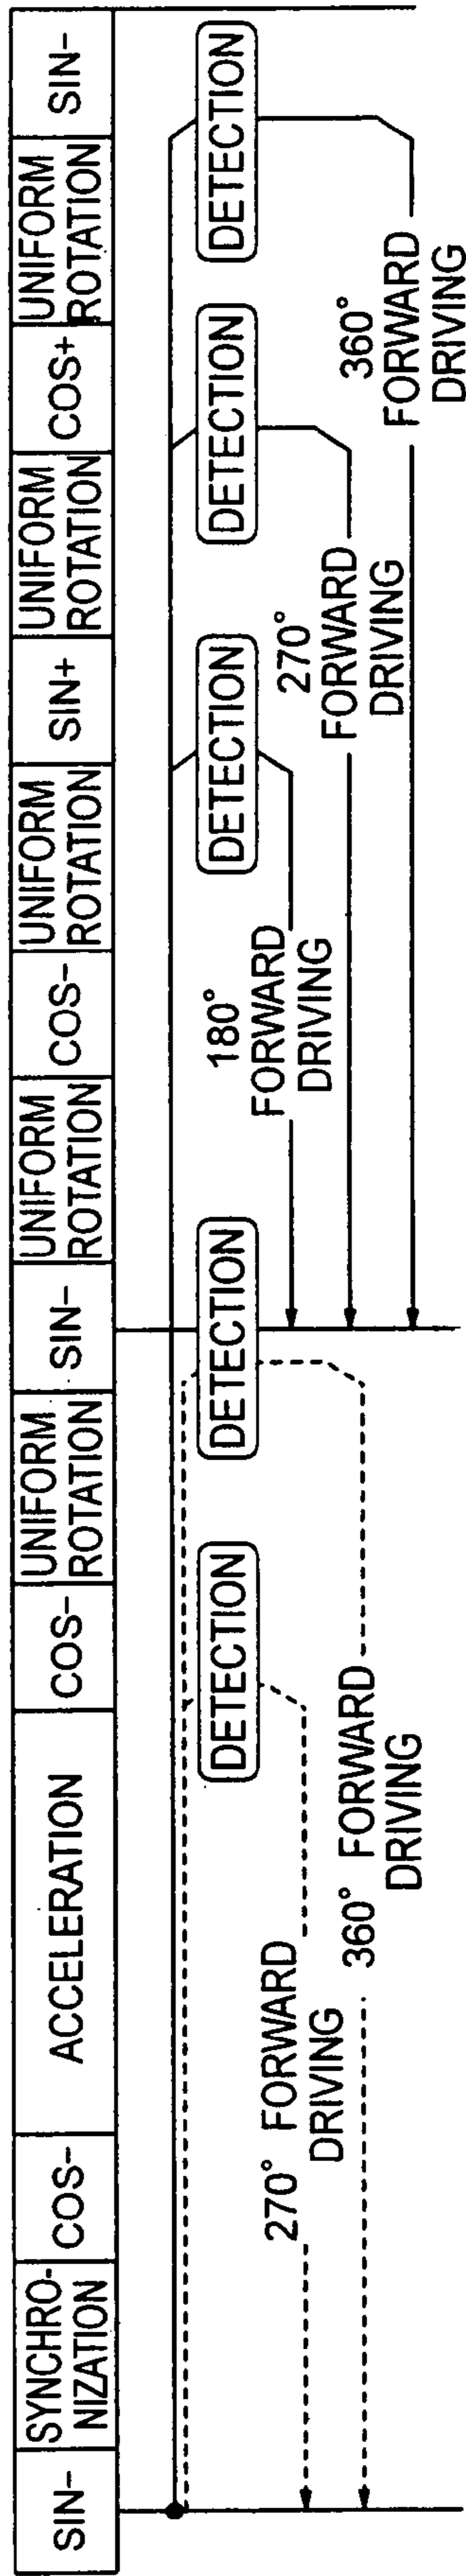 SIN-
SYNCHRO-
NIZATION
COS-
ACCELERATION
COS-
UNIFORM
ROTATION
SIN-
UNIFORM
ROTATION
COS-
UNIFORM
ROTATION
SIN+
UNIFORM
ROTATION
COS+
UNIFORM
ROTATION
SIN-
DETECTION
DETECTION
DETECTION
DETECTION
DETECTION
270° FORWARD
DRIVING
360° FORWARD
DRIVING
180°
FORWARD
DRIVING
270°
FORWARD
DRIVING
360°
FORWARD
DRIVING